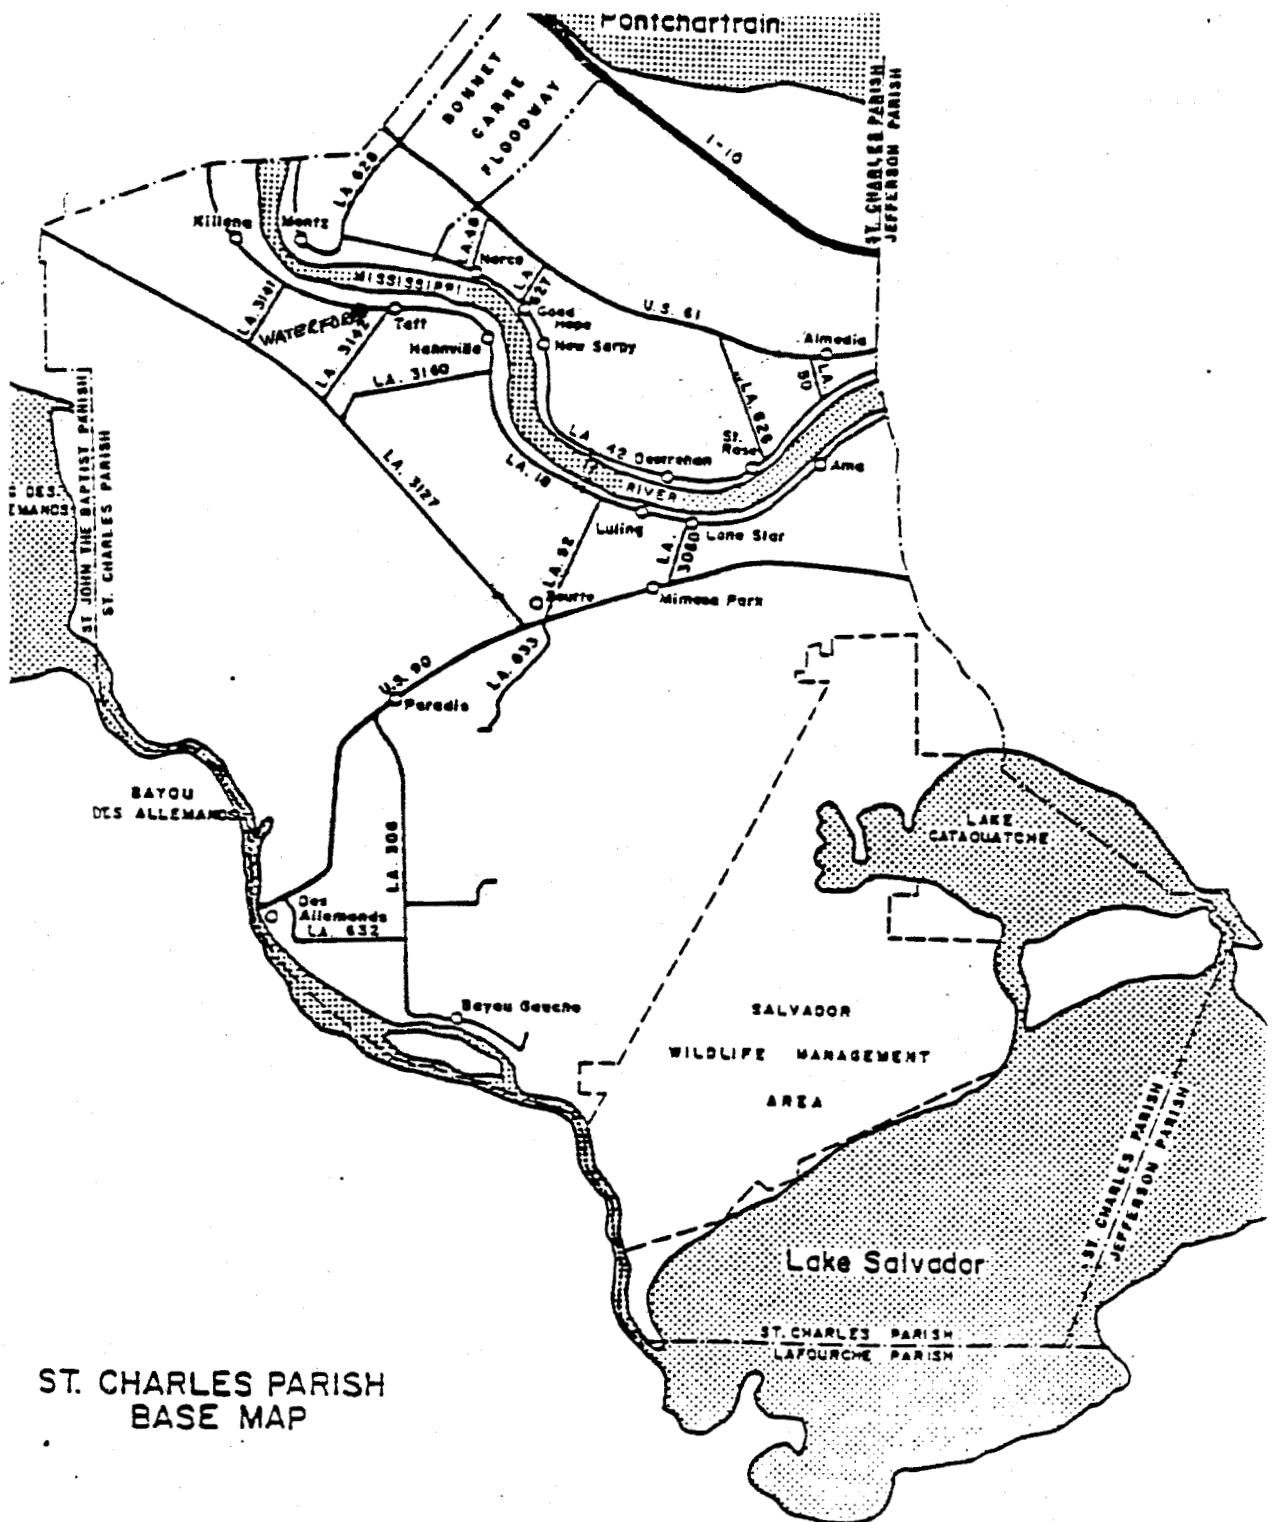 Pontchartrain
BONNET
CARRE
FLOODWAY
I-10
ST. CHARLES PARISH
JEFFERSON PARISH
LA. 628
Killona
Montz
LA. 48
Norco
LA. 627
MISSISSIPPI
Good
Hope
U.S. 61
LA. 3141
WATERFORD
LA. 3142
Taft
Hahnville
New Sarpy
Almedia
LA. 50
LA. 3160
LA. 626
ST JOHN THE BAPTIST PARISH
ST. CHARLES PARISH
St.
Rose
LA. 42
Destrehan
LA. 3127
LA. 18
Ama
DES
EMANDS
RIVER
Luling
Lone Star
LA. 52
LA.
3060
Boutte
Mimosa Park
LA. 633
U.S. 90
Paradis
BAYOU
DES ALLEMANDS
LAKE
CATAOUATCHE
LA. 306
Des
Allemands
LA. 632
Bayou Gauche
SALVADOR
WILDLIFE MANAGEMENT
AREA
ST CHARLES PARISH
JEFFERSON PARISH
Lake Salvador
ST. CHARLES PARISH
LAFOURCHE PARISH
ST. CHARLES PARISH
BASE MAP